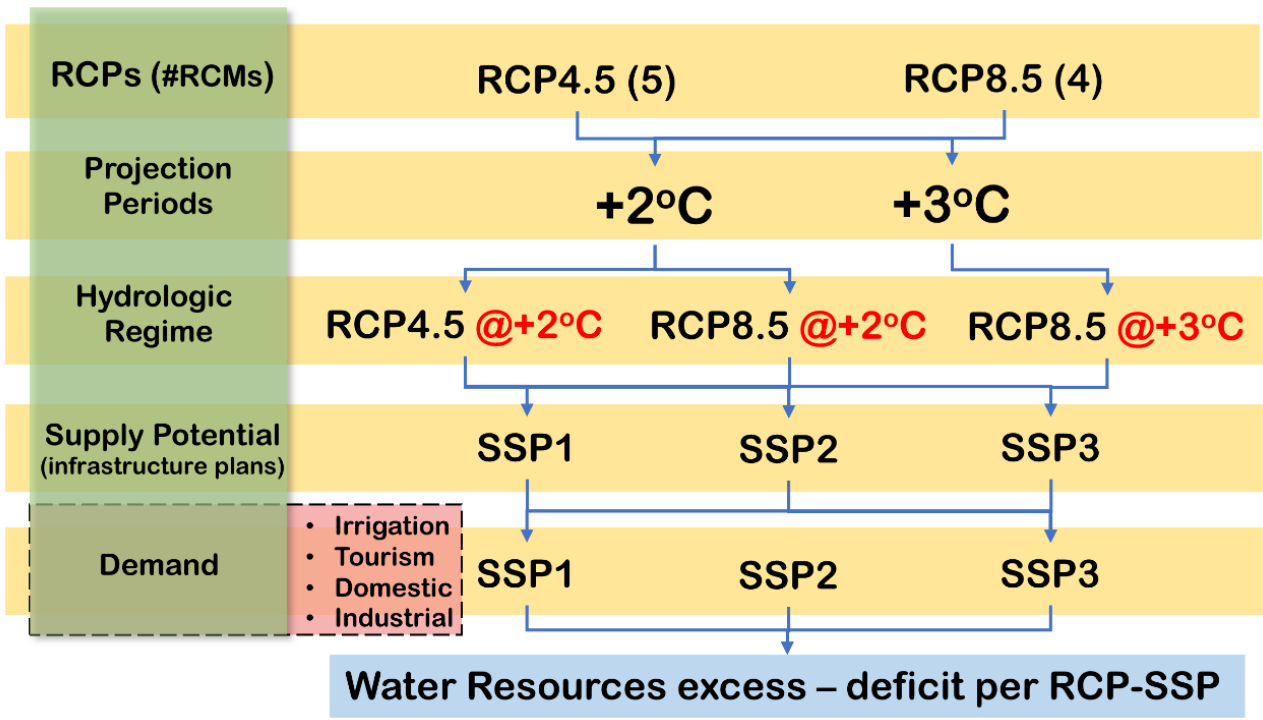 RCPs (#RCMs)
RCP4.5 (5)
RCP8.5 (4)
Projection
Periods
+2°C
+3°C
Hydrologic
Regime
RCP4.5 @+2°C
RCP8.5 @+2°C
RCP8.5 @+3°C
Supply Potential
(infrastructure plans)
SSP1
SSP2
SSP3
Demand
• Irrigation
• Tourism
• Domestic
• Industrial
SSP1
SSP2
SSP3
Water Resources excess – deficit per RCP-SSP